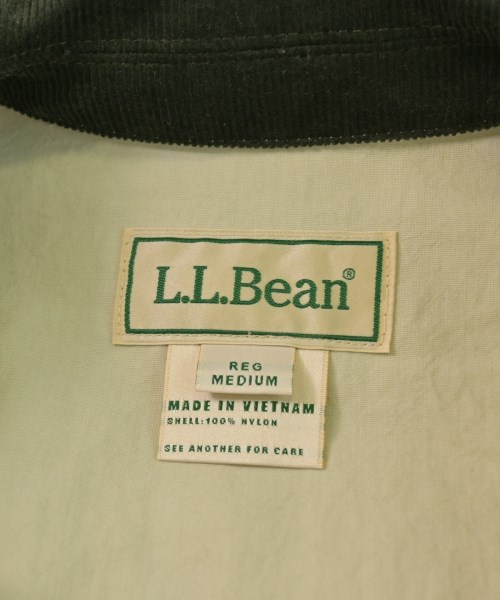 L.L.Bean®
REG
MEDIUM
MADE IN VIETNAM
SHELL:100% NYLON
SEE ANOTHER FOR CARE